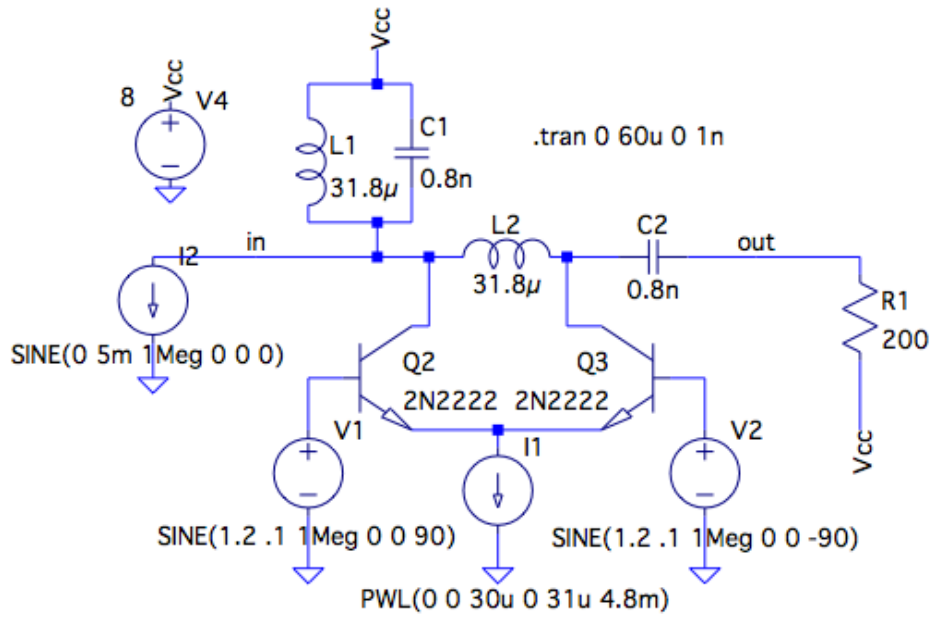 Vcc
8
Vcc
V4
L1
31.8µ
C1
0.8n
.tran 0 60u 0 1n
in
I2
L2
31.8µ
C2
0.8n
out
R1
200
SINE(0 5m 1Meg 0 0 0)
Q2
2N2222
Q3
2N2222
V1
I1
V2
Vcc
SINE(1.2 .1 1Meg 0 0 90)
SINE(1.2 .1 1Meg 0 0 -90)
PWL(0 0 30u 0 31u 4.8m)